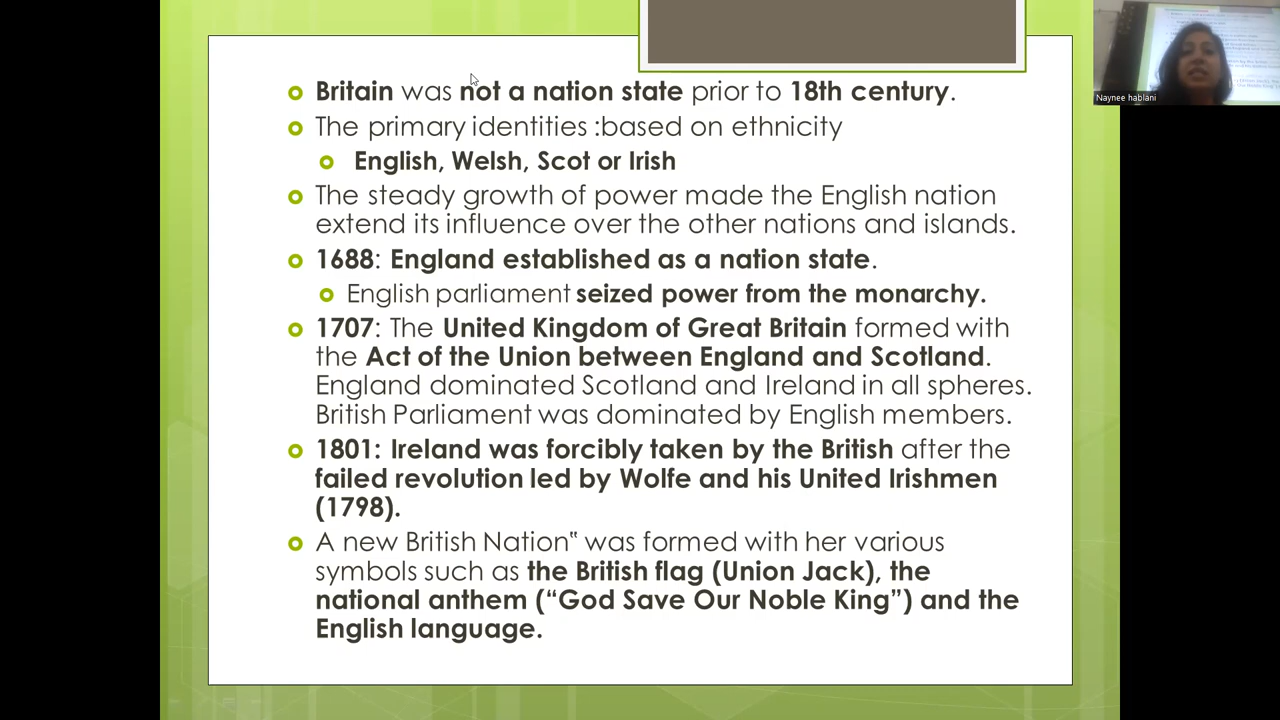 Britain was not a nation state prior to 18th century.
The primary identities :based on ethnicity
English, Welsh, Scot or Irish
The steady growth of power made the English nation
extend its influence over the other nations and islands.
1688: England established as a nation state.
English parliament seized power from the monarchy.
1707: The United Kingdom of Great Britain formed with
the Act of the Union between England and Scotland.
England dominated Scotland and Ireland in all spheres.
British Parliament was dominated by English members.
1801: Ireland was forcibly taken by the British after the
failed revolution led by Wolfe and his United Irishmen
(1798).
A new British Nation‟ was formed with her various
symbols such as the British flag (Union Jack), the
national anthem (“God Save Our Noble King”) and the
English language.
Naynee hablani